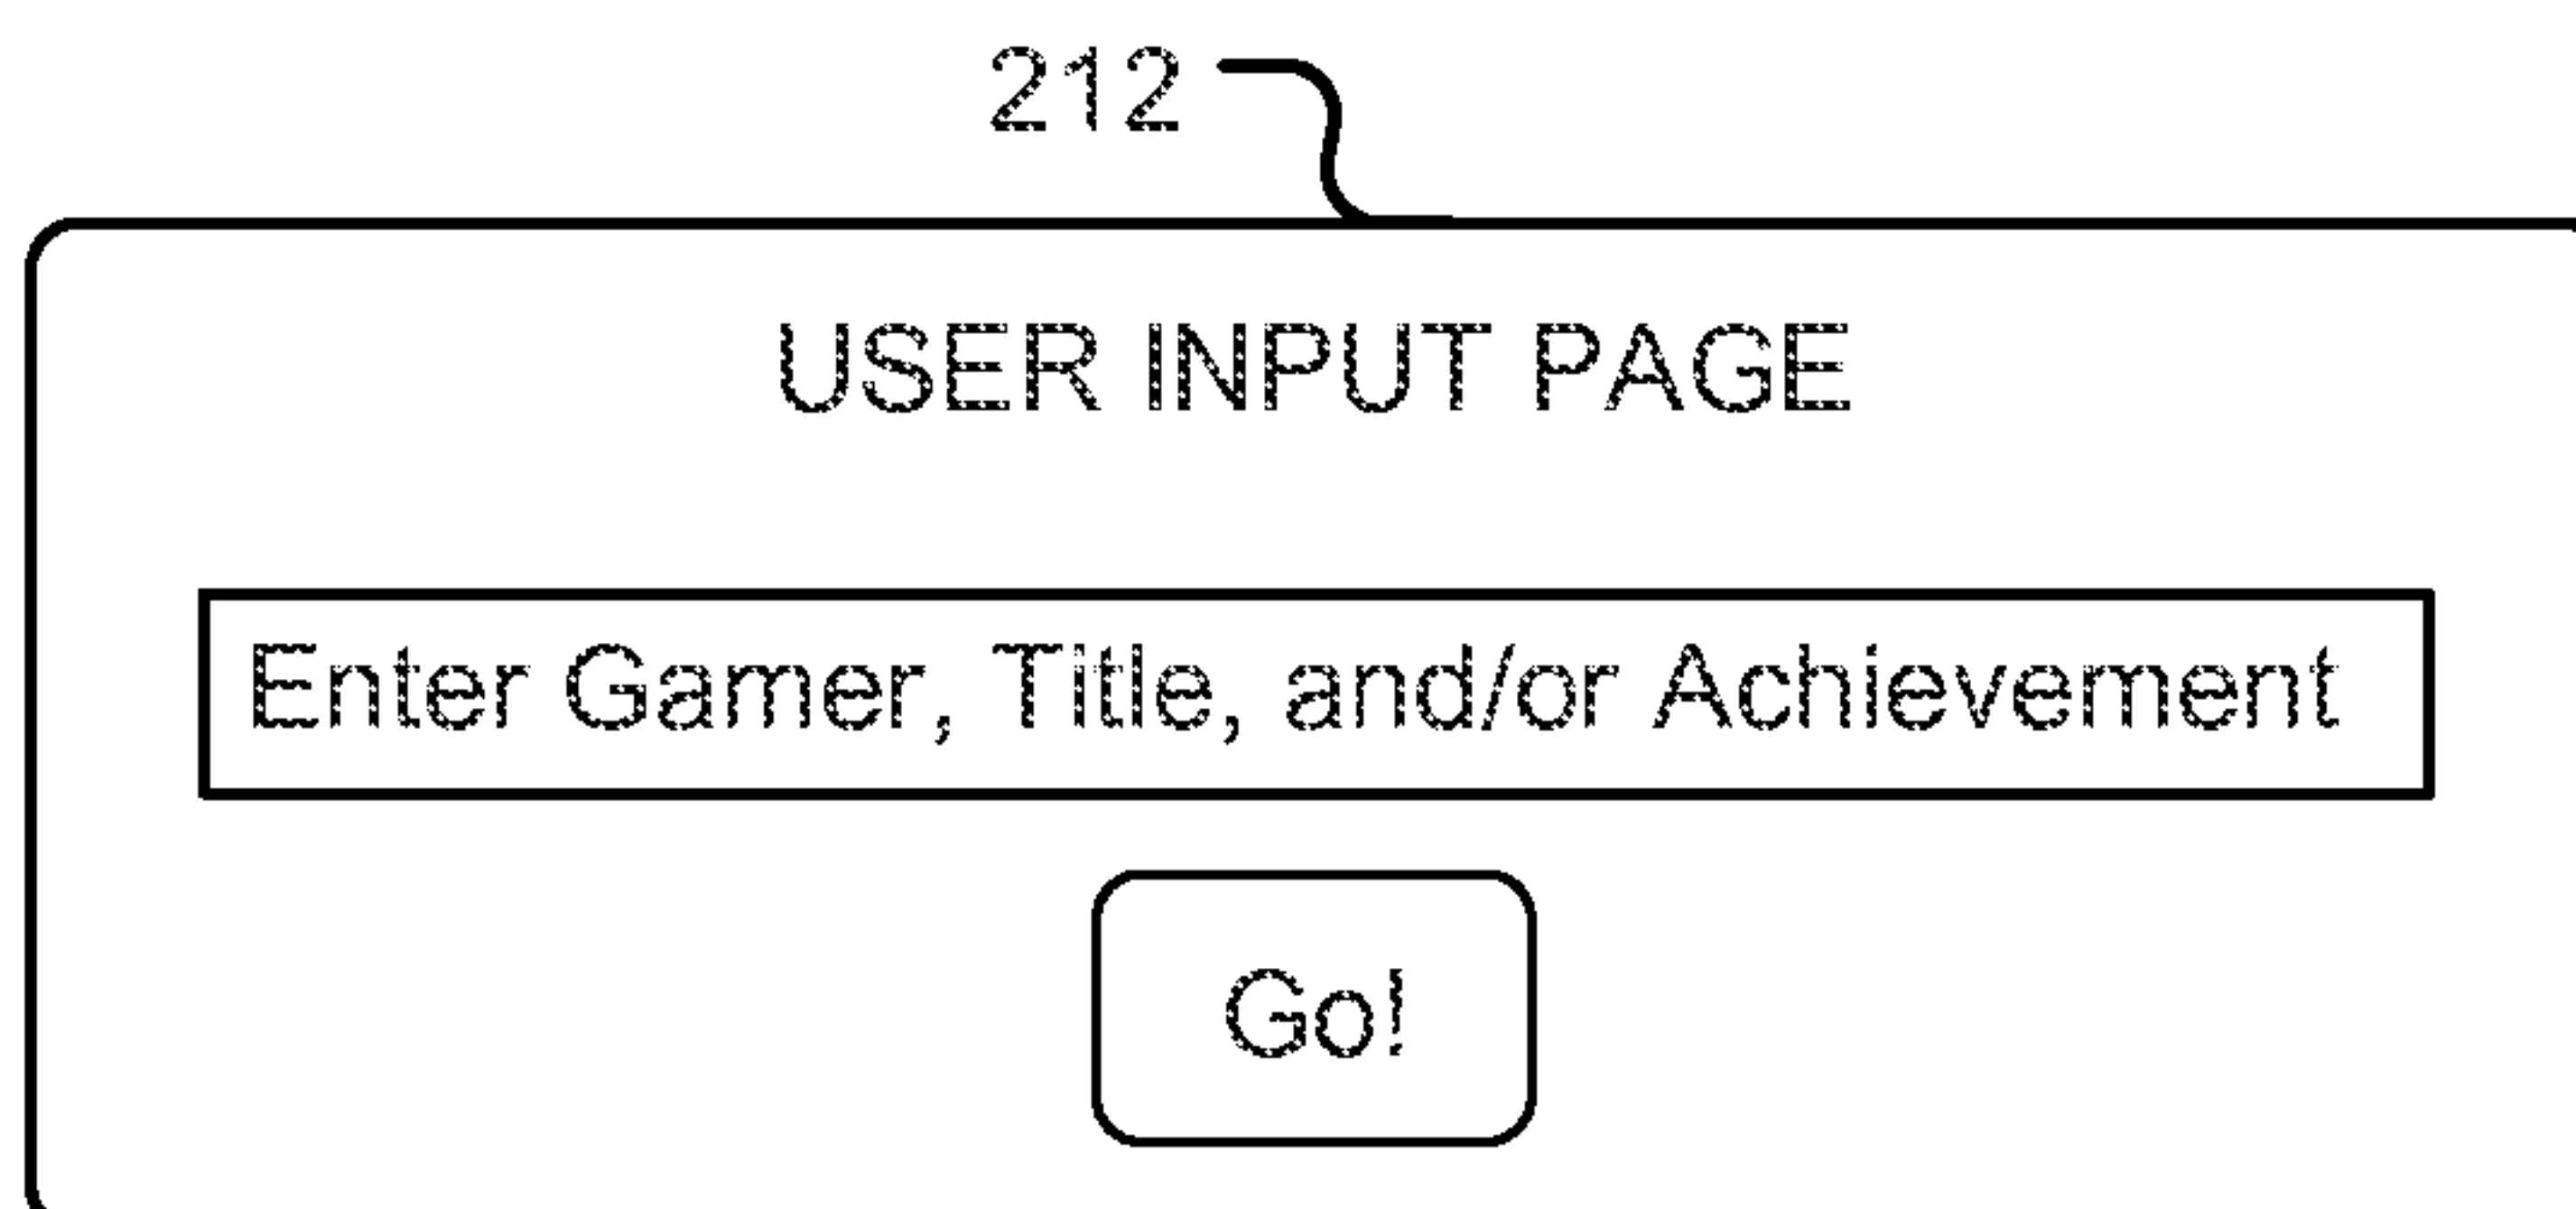 212
USER INPUT PAGE
Enter Gamer, Title, and/or Achievement
Go!